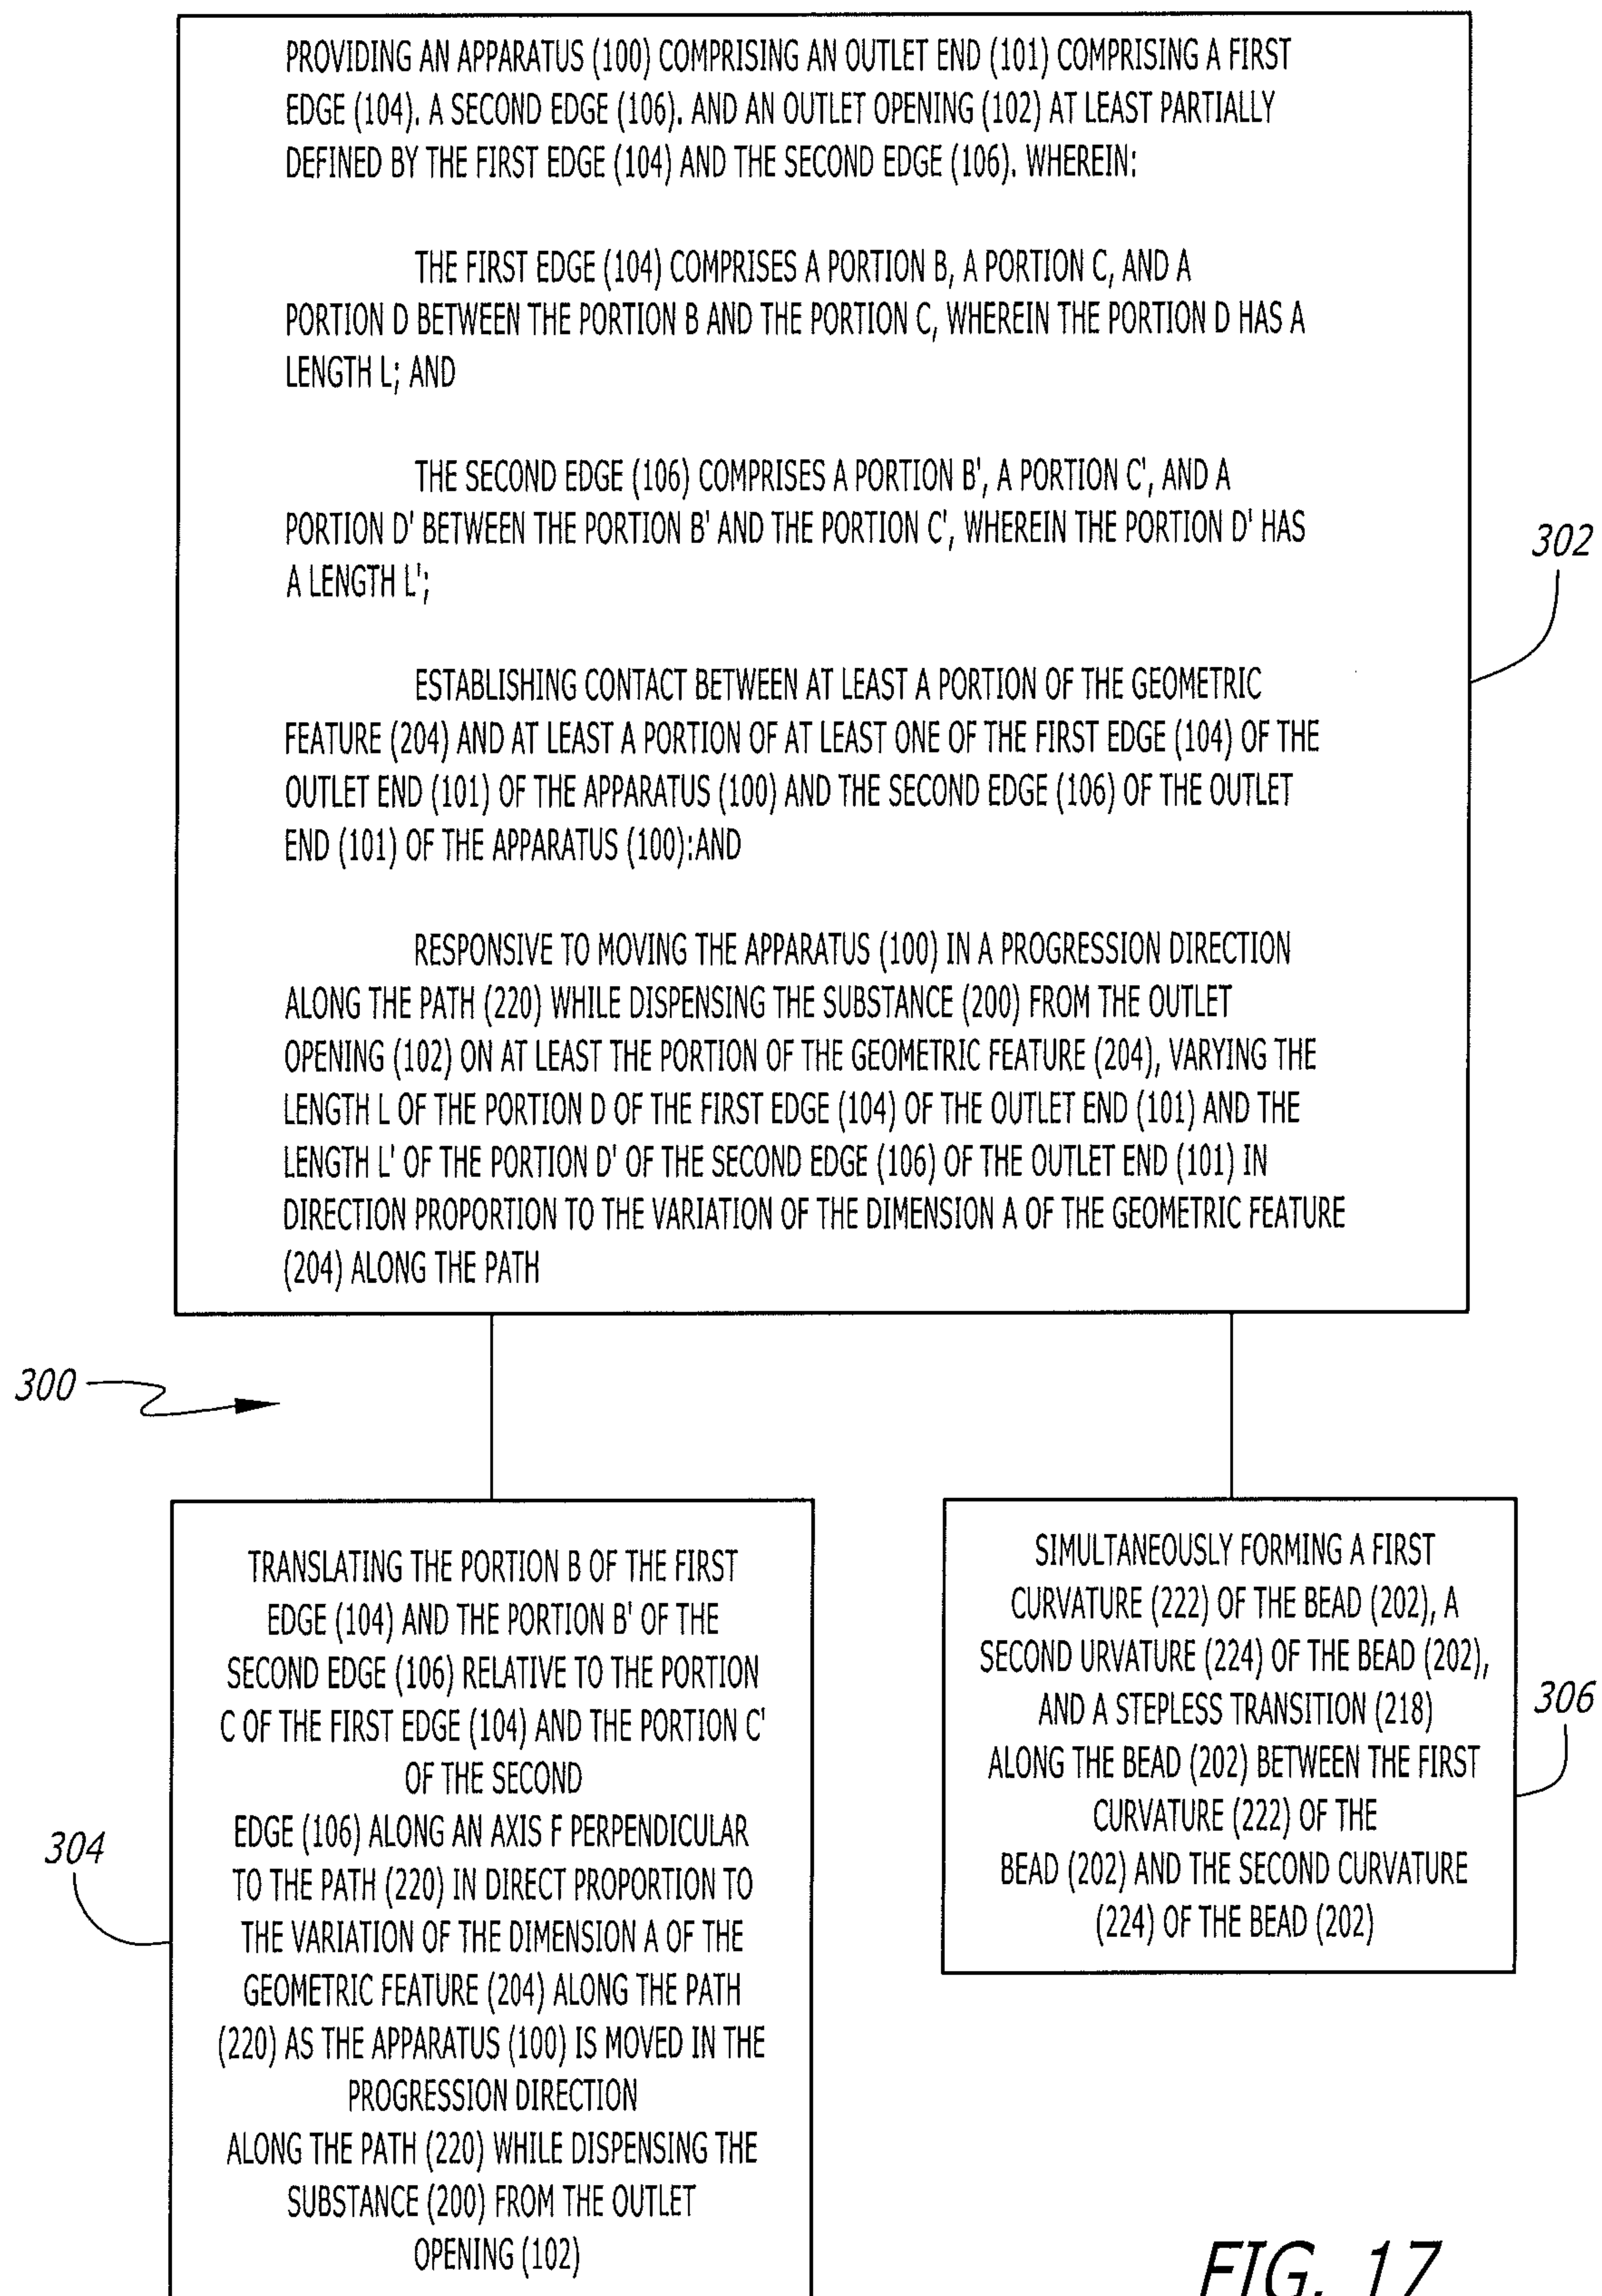 PROVIDING AN APPARATUS (100) COMPRISING AN OUTLET END (101) COMPRISING A FIRST
EDGE (104). A SECOND EDGE (106). AND AN OUTLET OPENING (102) AT LEAST PARTIALLY
DEFINED BY THE FIRST EDGE (104) AND THE SECOND EDGE (106). WHEREIN:
THE FIRST EDGE (104) COMPRISES A PORTION B, A PORTION C, AND A
PORTION D BETWEEN THE PORTION B AND THE PORTION C, WHEREIN THE PORTION D HAS A
LENGTH L; AND
THE SECOND EDGE (106) COMPRISES A PORTION B', A PORTION C', AND A
PORTION D' BETWEEN THE PORTION B' AND THE PORTION C', WHEREIN THE PORTION D' HAS
A LENGTH L';
302
ESTABLISHING CONTACT BETWEEN AT LEAST A PORTION OF THE GEOMETRIC
FEATURE (204) AND AT LEAST A PORTION OF AT LEAST ONE OF THE FIRST EDGE (104) OF THE
OUTLET END (101) OF THE APPARATUS (100) AND THE SECOND EDGE (106) OF THE OUTLET
END (101) OF THE APPARATUS (100):AND
RESPONSIVE TO MOVING THE APPARATUS (100) IN A PROGRESSION DIRECTION
ALONG THE PATH (220) WHILE DISPENSING THE SUBSTANCE (200) FROM THE OUTLET
OPENING (102) ON AT LEAST THE PORTION OF THE GEOMETRIC FEATURE (204), VARYING THE
LENGTH L OF THE PORTION D OF THE FIRST EDGE (104) OF THE OUTLET END (101) AND THE
LENGTH L' OF THE PORTION D' OF THE SECOND EDGE (106) OF THE OUTLET END (101) IN
DIRECTION PROPORTION TO THE VARIATION OF THE DIMENSION A OF THE GEOMETRIC FEATURE
(204) ALONG THE PATH
300
TRANSLATING THE PORTION B OF THE FIRST
EDGE (104) AND THE PORTION B' OF THE
SECOND EDGE (106) RELATIVE TO THE PORTION
C OF THE FIRST EDGE (104) AND THE PORTION C'
OF THE SECOND
EDGE (106) ALONG AN AXIS F PERPENDICULAR
TO THE PATH (220) IN DIRECT PROPORTION TO
THE VARIATION OF THE DIMENSION A OF THE
GEOMETRIC FEATURE (204) ALONG THE PATH
(220) AS THE APPARATUS (100) IS MOVED IN THE
PROGRESSION DIRECTION
ALONG THE PATH (220) WHILE DISPENSING THE
SUBSTANCE (200) FROM THE OUTLET
OPENING (102)
304
SIMULTANEOUSLY FORMING A FIRST
CURVATURE (222) OF THE BEAD (202), A
SECOND URVATURE (224) OF THE BEAD (202),
AND A STEPLESS TRANSITION (218)
ALONG THE BEAD (202) BETWEEN THE FIRST
CURVATURE (222) OF THE
BEAD (202) AND THE SECOND CURVATURE
(224) OF THE BEAD (202)
306
FIG. 17